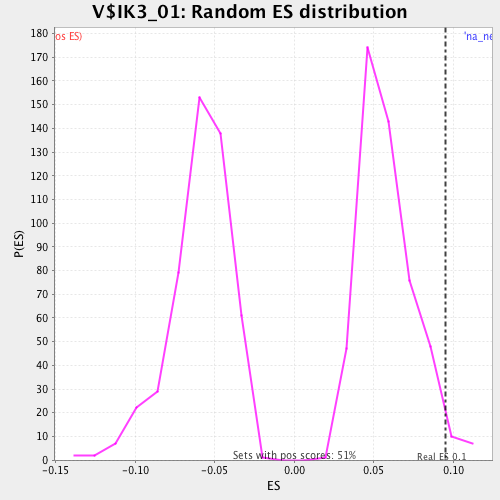 V$IK3_01: Random ES distribution
os ES)
'na_ne
180
170
160
150
140
130
120
110
100
90
80
70
60
50
40
30
20
10
0
P(ES)
Sets with pos scores: 51%
Real ES 0.1
-0.15 -0.10 -0.05 0.00 0.05 0.10
ES